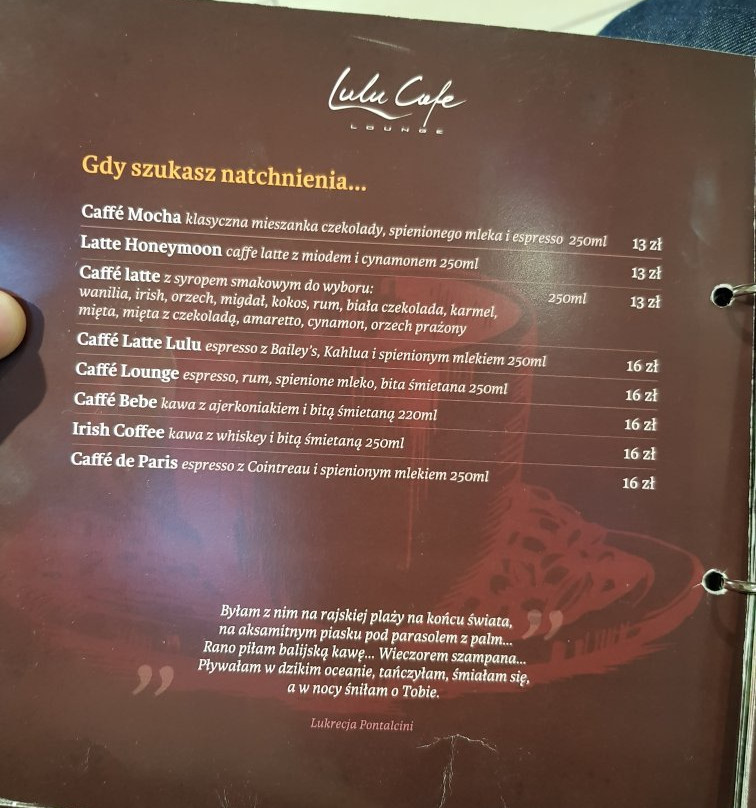 Lulu Cafe
LOUNGE
Gdy szukasz natchnienia...
Caffé Mocha klasyczna mieszanka czekolady, spienionego mleka i espresso 250ml 13 zł
Latte Honeymoon caffe latte z miodem i cynamonem 250ml 13 zł
Caffé latte z syropem smakowym do wyboru: 250ml 13 zł
wanilia, irish, orzech, migdał, kokos, rum, biała czekolada, karmel,
mięta, mięta z czekoladą, amaretto, cynamon, orzech prażony
Caffé Latte Lulu espresso z Bailey's, Kahlua i spienionym mlekiem 250ml 16 zł
Caffé Lounge espresso, rum, spienione mleko, bita śmietana 250ml 16 zł
Caffé Bebe kawa z ajerkoniakiem i bitą śmietaną 220ml 16 zł
Irish Coffee kawa z whiskey i bitą śmietaną 250ml 16 zł
Caffé de Paris espresso z Cointreau i spienionym mlekiem 250ml 16 zł
Byłam z nim na rajskiej plaży na końcu świata,
na aksamitnym piasku pod parasolem z palm... ”
Rano piłam balijską kawę... Wieczorem szampana...
” Pływałam w dzikim oceanie, tańczyłam, śmiałam się,
a w nocy śniłam o Tobie.
Lukrecja Pontalcini